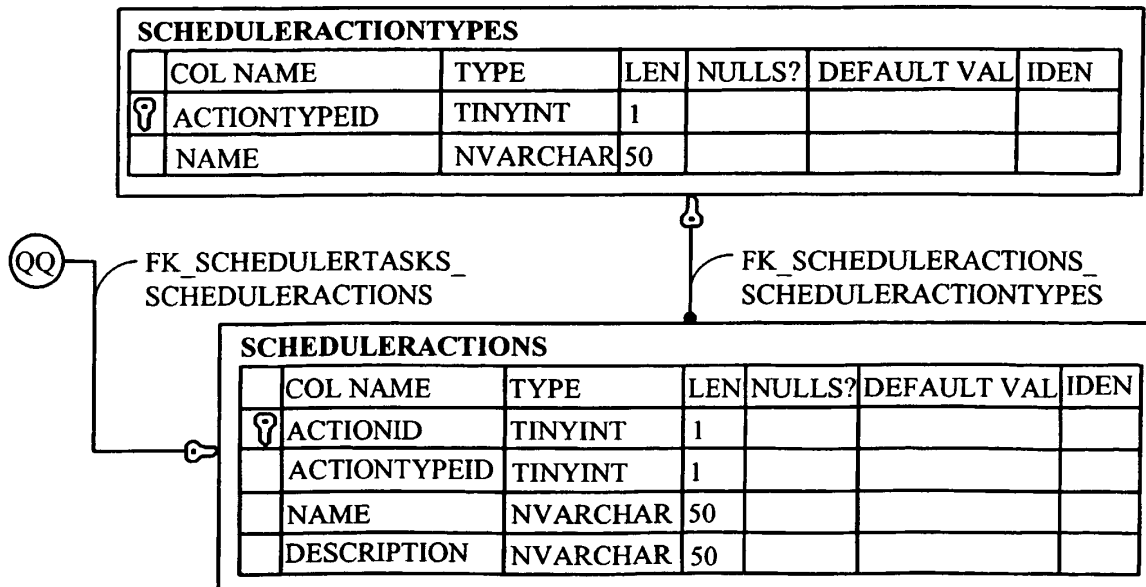 SCHEDULERACTIONTYPES
COL NAME TYPE LEN NULLS? DEFAULT VAL IDEN
ACTIONTYPEID TINYINT 1
NAME NVARCHAR 50
QQ
FK_SCHEDULERTASKS_
SCHEDULERACTIONS
FK_SCHEDULERACTIONS_
SCHEDULERACTIONTYPES
SCHEDULERACTIONS
COL NAME TYPE LEN NULLS? DEFAULT VAL IDEN
ACTIONID TINYINT 1
ACTIONTYPEID TINYINT 1
NAME NVARCHAR 50
DESCRIPTION NVARCHAR 50